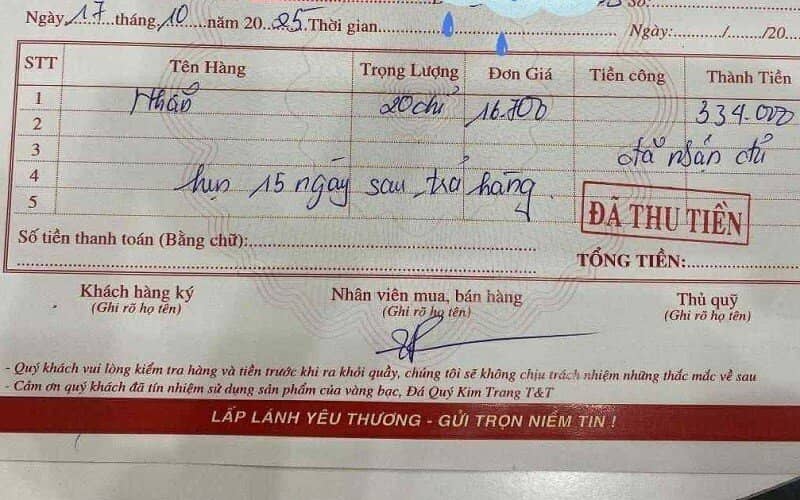 Ngày 17 tháng 10 năm 2025 Thời gian Ngày: / /20
STT Tên Hàng Trọng Lượng Đơn Giá Tiền công Thành Tiền
1 nhẫn 20 chỉ 16.700 334.000
2
3 đã nhận đủ
4 hẹn 15 ngày sau trả hàng.
5 ĐÃ THU TIỀN
Số tiền thanh toán (Bằng chữ):
TỔNG TIỀN:
Khách hàng ký Nhân viên mua, bán hàng Thủ quỹ
(Ghi rõ họ tên) (Ghi rõ họ tên) (Ghi rõ họ tên)
- Quý khách vui lòng kiểm tra hàng và tiền trước khi ra khỏi quầy, chúng tôi sẽ không chịu trách nhiệm những thắc mắc về sau
- Cảm ơn quý khách đã tín nhiệm sử dụng sản phẩm của vàng bạc, Đá Quý Kim Trang T&T
LẤP LÁNH YÊU THƯƠNG - GỬI TRỌN NIỀM TIN !